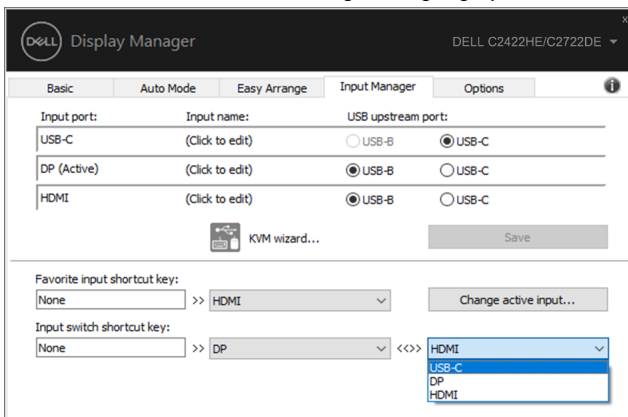 DELL Display Manager DELL C2422HE/C2722DE
Basic Auto Mode Easy Arrange Input Manager Options
Input port: Input name: USB upstream port:
USB-C (Click to edit) USB-B USB-C
DP (Active) (Click to edit) USB-B USB-C
HDMI (Click to edit) USB-B USB-C
KVM wizard... Save
Favorite input shortcut key:
None >> HDMI Change active input...
Input switch shortcut key:
None >> DP <<>> HDMI
USB-C
DP
HDMI